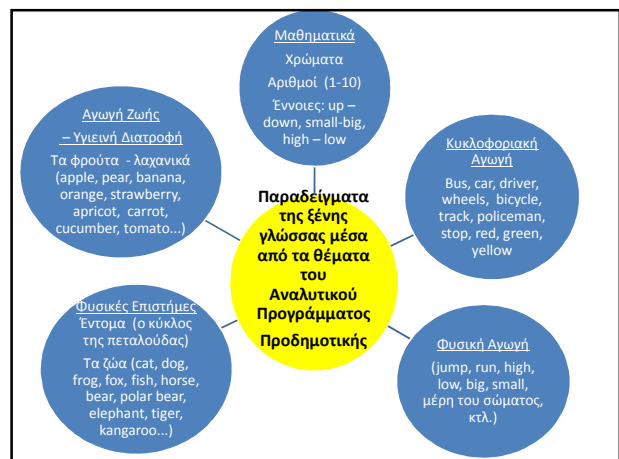 Μαθηματικά
Χρώματα
Αριθμοί (1-10)
Έννοιες: up –
down, small-big,
high – low
Κυκλοφοριακή
Αγωγή
Bus, car, driver,
wheels, bicycle,
track, policeman,
stop, red, green,
yellow
Φυσική Αγωγή
(jump, run, high,
low, big, small,
μέρη του σώματος,
κτλ.)
Φυσικές Επιστήμες
Έντομα (ο κύκλος
της πεταλούδας)
Τα ζώα (cat, dog,
frog, fox, fish, horse,
bear, polar bear,
elephant, tiger,
kangaroo...)
Αγωγή Ζωής
– Υγιεινή Διατροφή
Τα φρούτα - λαχανικά
(apple, pear, banana,
orange, strawberry,
apricot, carrot,
cucumber, tomato...)
Παραδείγματα
της ξένης
γλώσσας μέσα
από τα θέματα
του
Αναλυτικού
Προγράμματος
Προδημοτικής